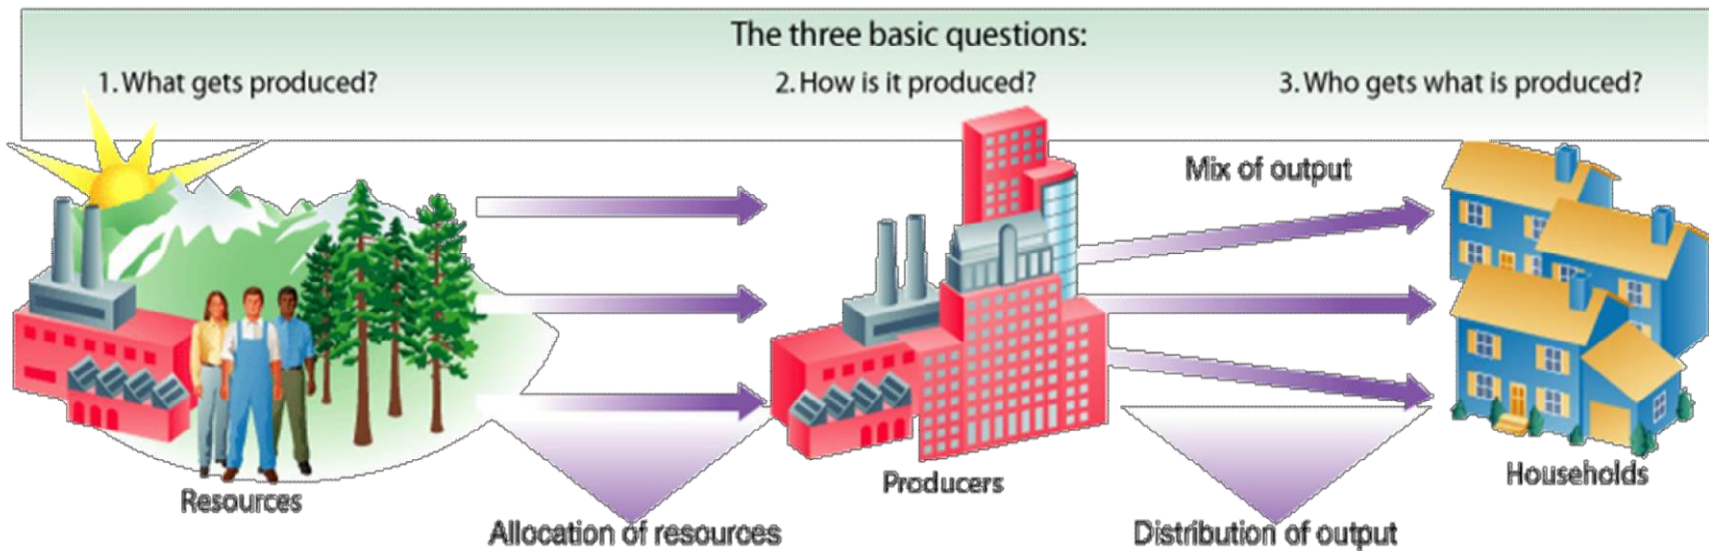 The three basic questions:
1. What gets produced?
2. How is it produced?
3. Who gets what is produced?
Mix of output
Resources
Producers
Households
Allocation of resources
Distribution of output